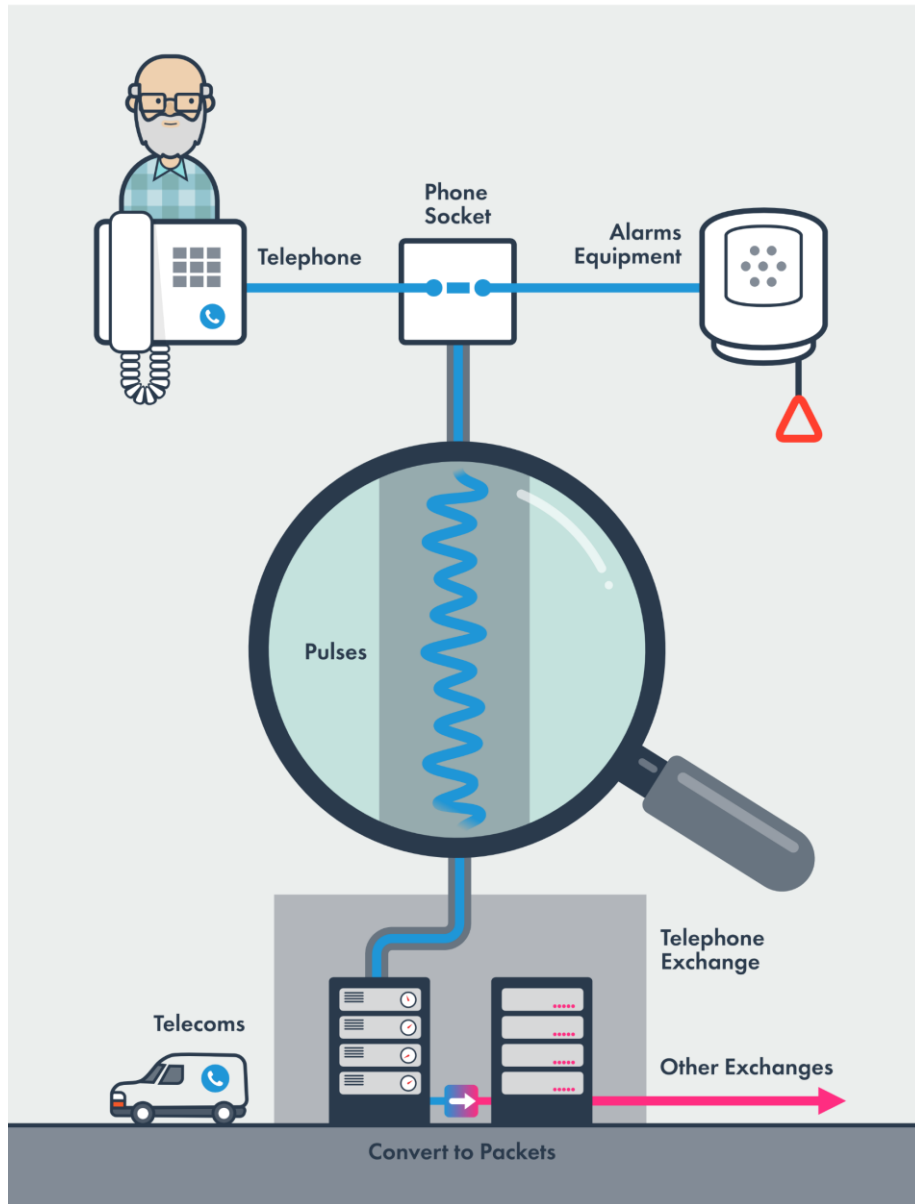 Phone
Socket
Telephone
Alarms
Equipment
Pulses
Telephone
Exchange
Telecoms
Other Exchanges
Convert to Packets